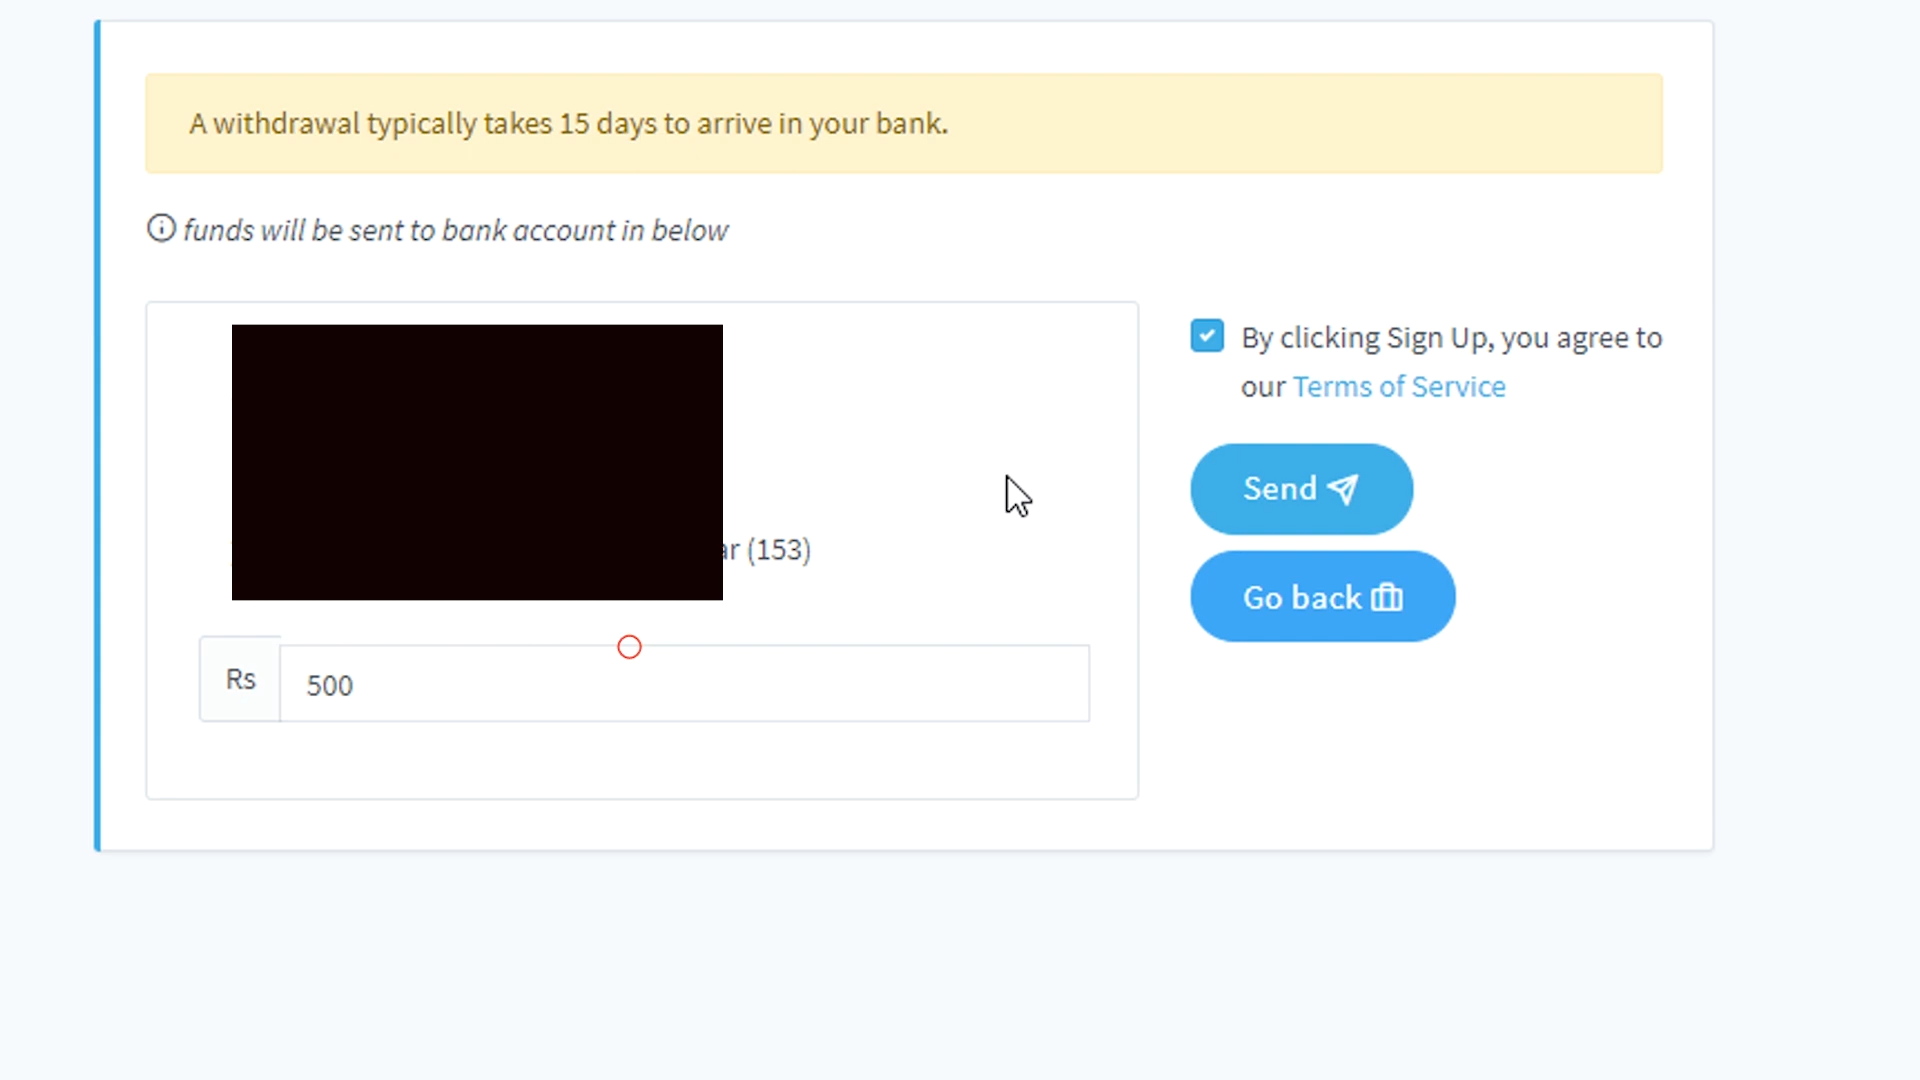 A withdrawal typically takes 15 days to arrive in your bank.
funds will be sent to bank account in below
(153)
Rs
500
By clicking Sign Up, you agree to
our Terms of Service
Send
Go back